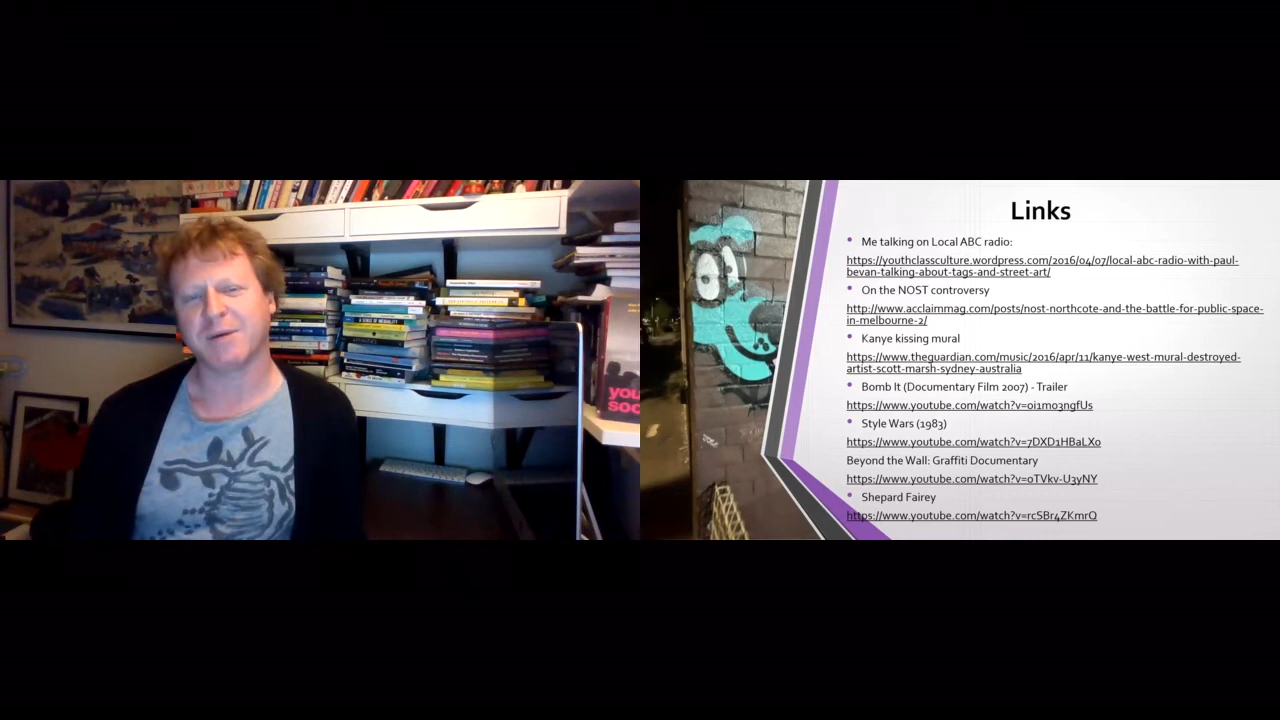 Links
Me talking on Local ABC radio:
https://youthclassculture.wordpress.com/2016/04/07/local-abc-radio-with-paul-
bevan-talking-about-tags-and-street-art/
On the NOST controversy
http://www.acclaimmag.com/posts/nost-northcote-and-the-battle-for-public-space-
in-melbourne-2/
Kanye kissing mural
https://www.theguardian.com/music/2016/apr/11/kanye-west-mural-destroyed-
artist-scott-marsh-sydney-australia
Bomb It (Documentary Film 2007) - Trailer
https://www.youtube.com/watch?v=oi1mo3ngfUs
Style Wars (1983)
https://www.youtube.com/watch?v=7DXD1HBaLXo
Beyond the Wall: Graffiti Documentary
https://www.youtube.com/watch?v=oTVkv-U3yNY
Shepard Fairey
https://www.youtube.com/watch?v=rcSBr4ZKmrQ
you
soc